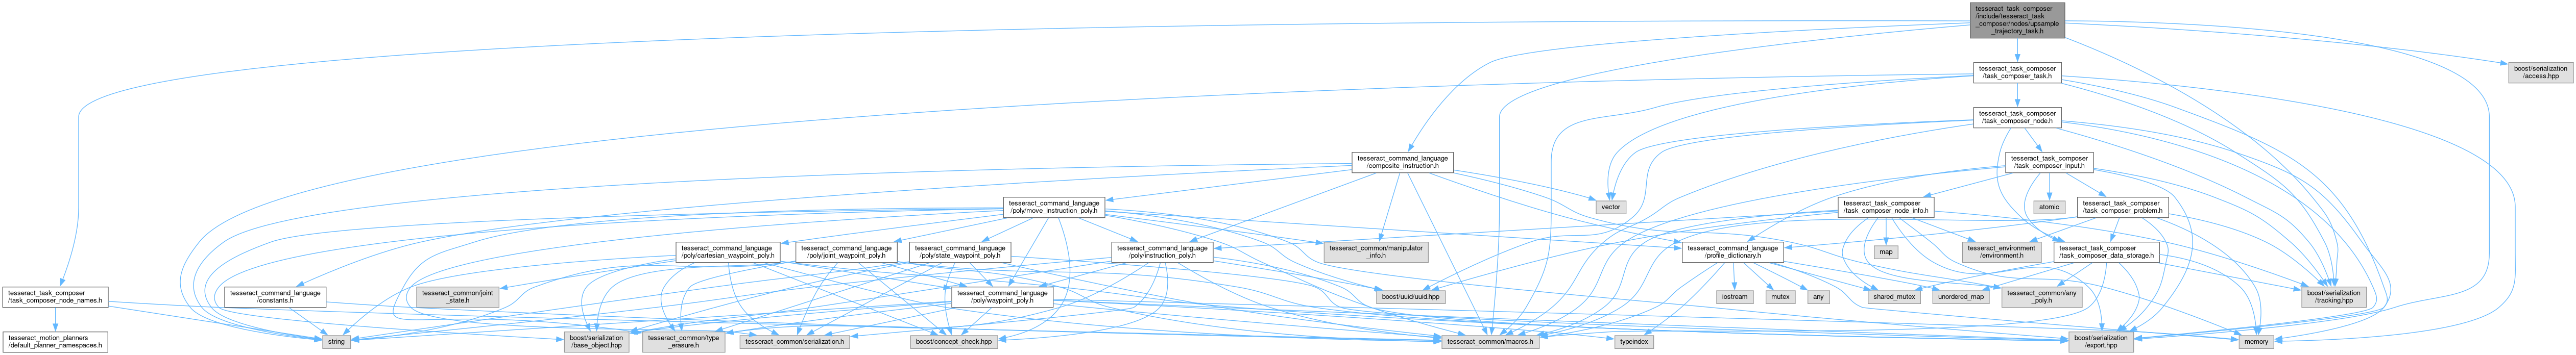 tesseract_task_composer
/include/tesseract_task
_composer/nodes/upsample
_trajectory_task.h
tesseract_task_composer
/task_composer_task.h
boost/serialization
/access.hpp
tesseract_task_composer
/task_composer_node.h
tesseract_command_language
/composite_instruction.h
tesseract_task_composer
/task_composer_input.h
tesseract_command_language
/poly/move_instruction_poly.h
vector
tesseract_task_composer
/task_composer_node_info.h
atomic
tesseract_task_composer
/task_composer_problem.h
tesseract_command_language
/poly/cartesian_waypoint_poly.h
tesseract_command_language
/poly/joint_waypoint_poly.h
tesseract_command_language
/poly/state_waypoint_poly.h
tesseract_command_language
/poly/instruction_poly.h
tesseract_common/manipulator
_info.h
tesseract_command_language
/profile_dictionary.h
map
tesseract_environment
/environment.h
tesseract_task_composer
/task_composer_data_storage.h
tesseract_task_composer
/task_composer_node_names.h
tesseract_command_language
/constants.h
tesseract_common/joint
_state.h
tesseract_command_language
/poly/waypoint_poly.h
boost/uuid/uuid.hpp
iostream
mutex
any
shared_mutex
unordered_map
tesseract_common/any
_poly.h
boost/serialization
/tracking.hpp
tesseract_motion_planners
/default_planner_namespaces.h
string
boost/serialization
/base_object.hpp
tesseract_common/type
_erasure.h
tesseract_common/serialization.h
boost/concept_check.hpp
tesseract_common/macros.h
typeindex
boost/serialization
/export.hpp
memory